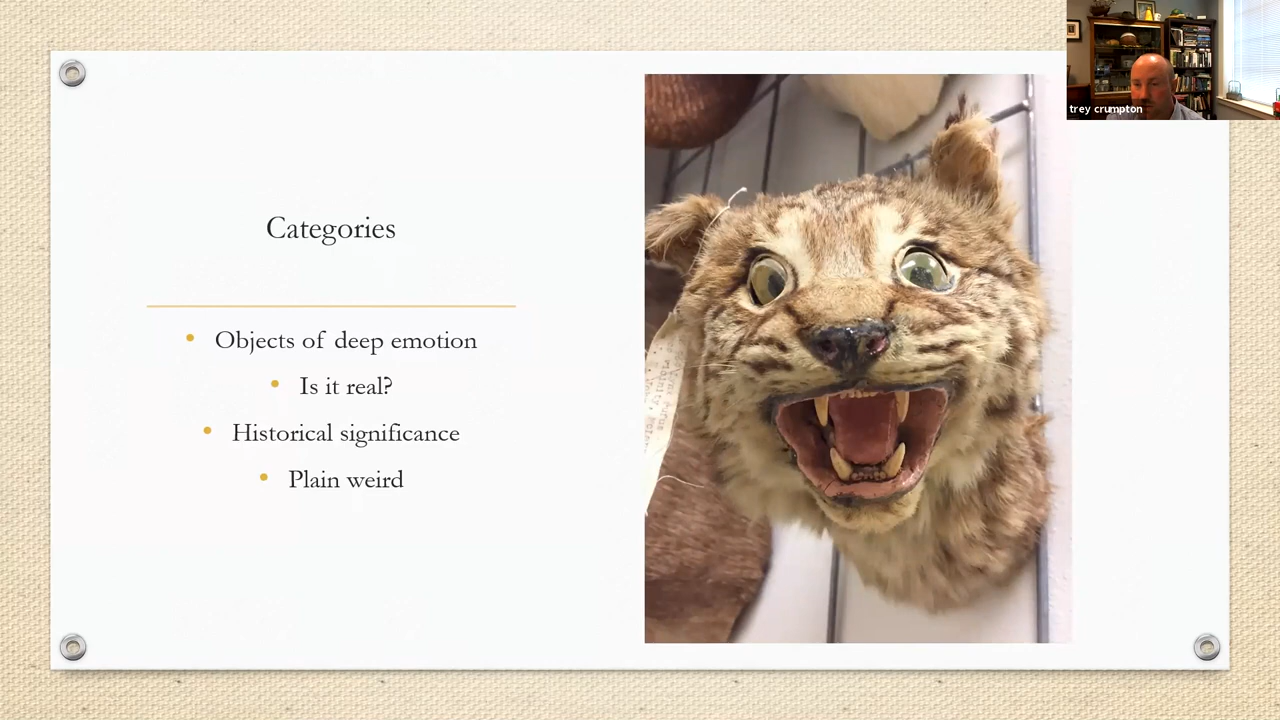 trey crumpton
Categories
Objects of deep emotion
Is it real?
Historical significance
Plain weird